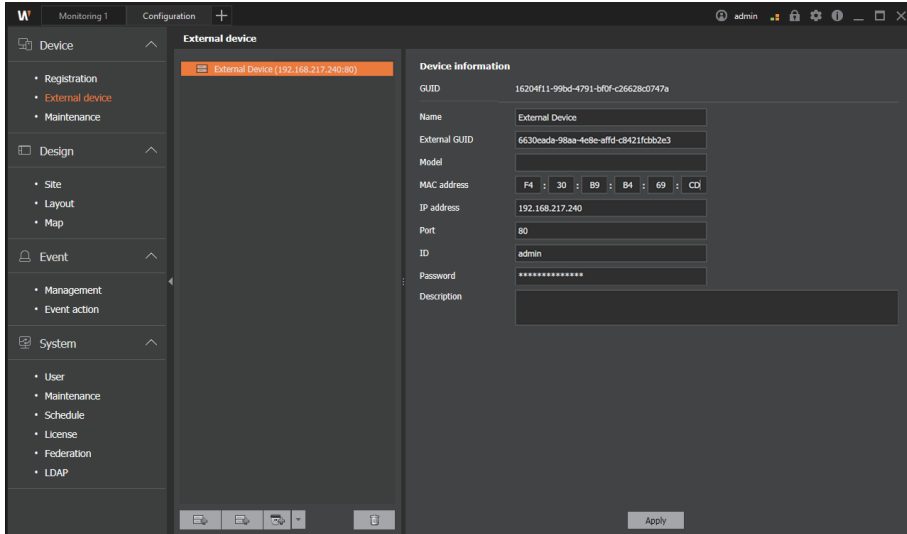 W Monitoring 1 Configuration + admin
Device External device
Registration
External device
Maintenance
Design
Site
Layout
Map
Event
Management
Event action
System
User
Maintenance
Schedule
License
Federation
LDAP
External Device (192.168.217.240:80)
Device information
GUID 16204f11-99bd-4791-bf0f-c26628c0747a
Name External Device
External GUID 6630eada-98aa-4e8e-affd-c8421fcbb2e3
Model
MAC address F4 : 30 : B9 : B4 : 69 : CD
IP address 192.168.217.240
Port 80
ID admin
Password **************
Description
Apply